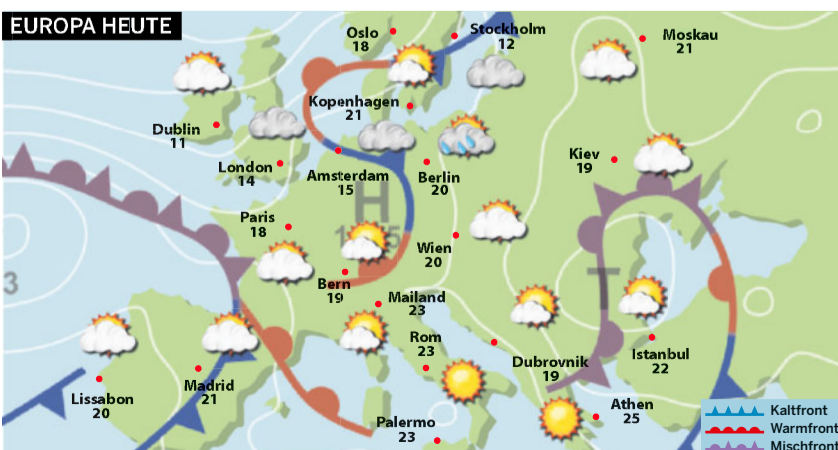 EUROPA HEUTE
Oslo
18
Stockholm
12
Moskau
21
Kopenhagen
21
Dublin
11
London
14
Amsterdam
15
Berlin
20
Kiev
19
H
Paris
18
Wien
20
Bern
19
T
3
Mailand
23
Rom
23
Dubrovnik
19
Istanbul
22
Lissabon
20
Madrid
21
Palermo
23
Athen
25
Kaltfront
Warmfront
Mischfront